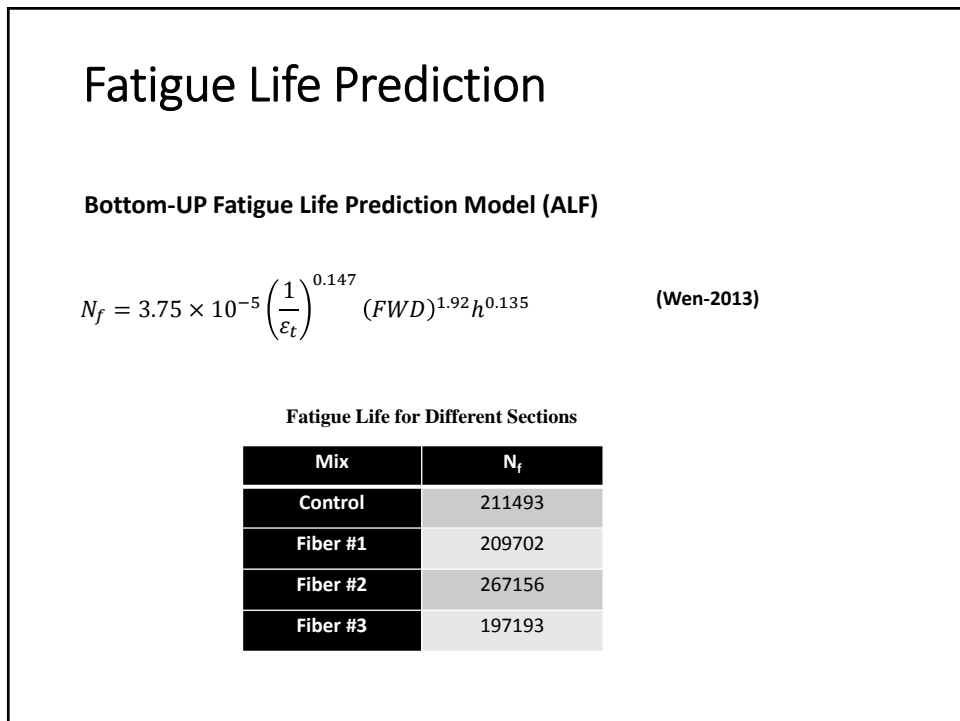 Fatigue Life Prediction
Bottom-UP Fatigue Life Prediction Model (ALF)
N_f = 3.75 × 10^{-5} (1/ε_t)^{0.147} (FWD)^{1.92} h^{0.135} (Wen-2013)
Fatigue Life for Different Sections
Mix N_f
Control 211493
Fiber #1 209702
Fiber #2 267156
Fiber #3 197193